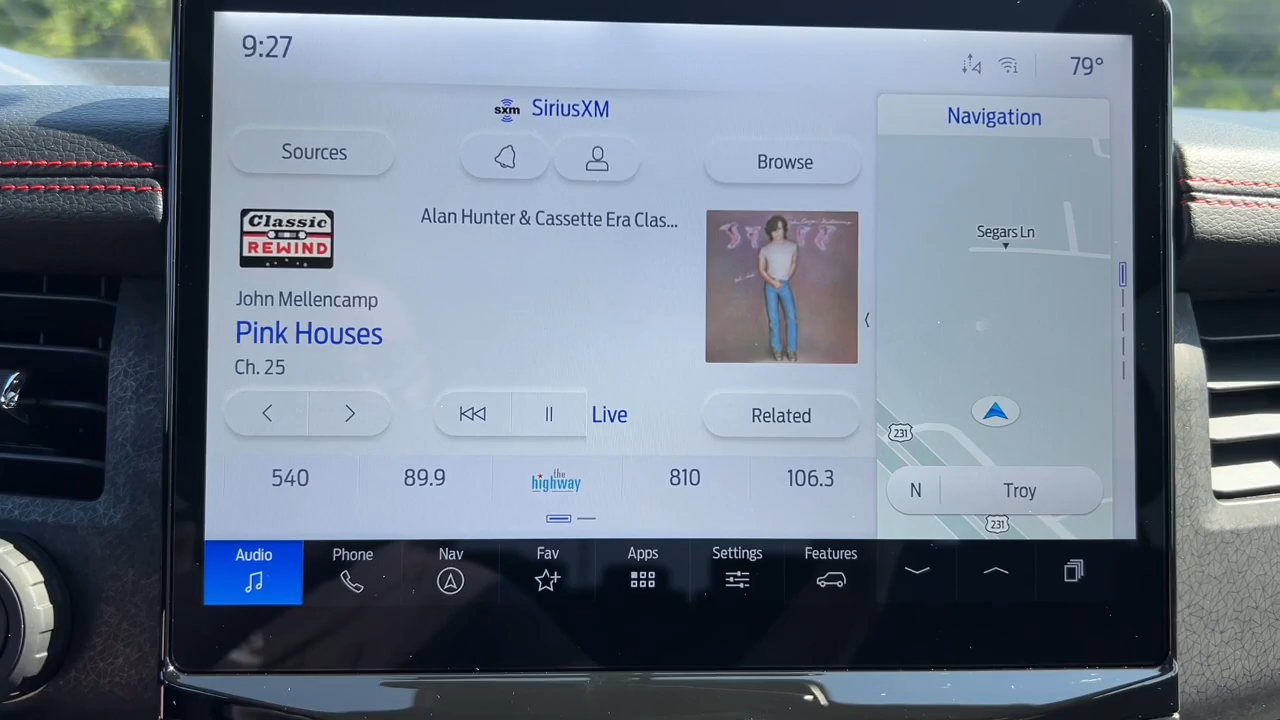 9:27
79°
sxm SiriusXM
Navigation
Sources
Browse
Classic
REWIND
Alan Hunter & Cassette Era Clas...
Segars Ln
John Mellencamp
Pink Houses
Ch. 25
Live
Related
231
540
89.9
the
highway
810
106.3
N
Troy
231
Audio
Phone
Nav
Fav
Apps
Settings
Features